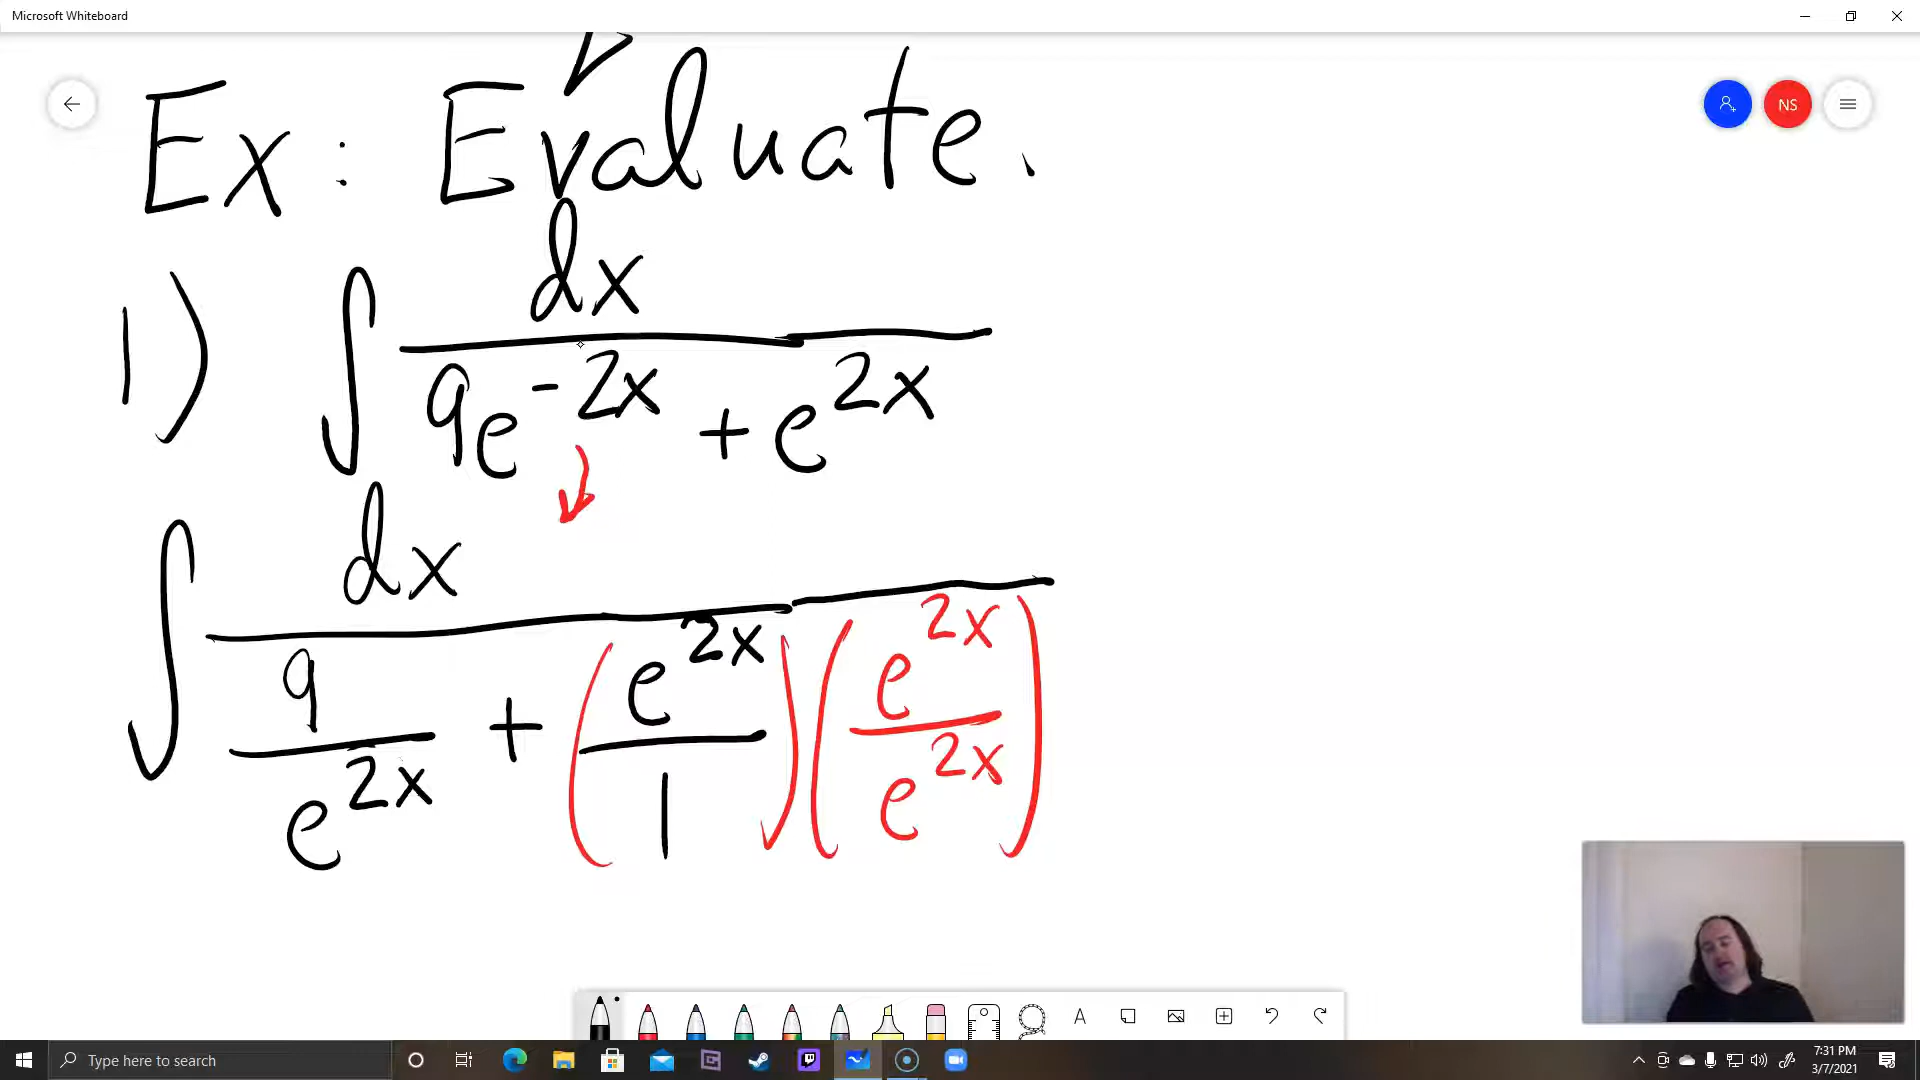 Microsoft Whiteboard
Ex: Evaluate.
NS
1) ∫ dx / (9e^{-2x} + e^{2x})
∫ dx / (9/e^{2x} + (e^{2x}/1)(e^{2x}/e^{2x}))
A
Type here to search
7:31 PM
3/7/2021